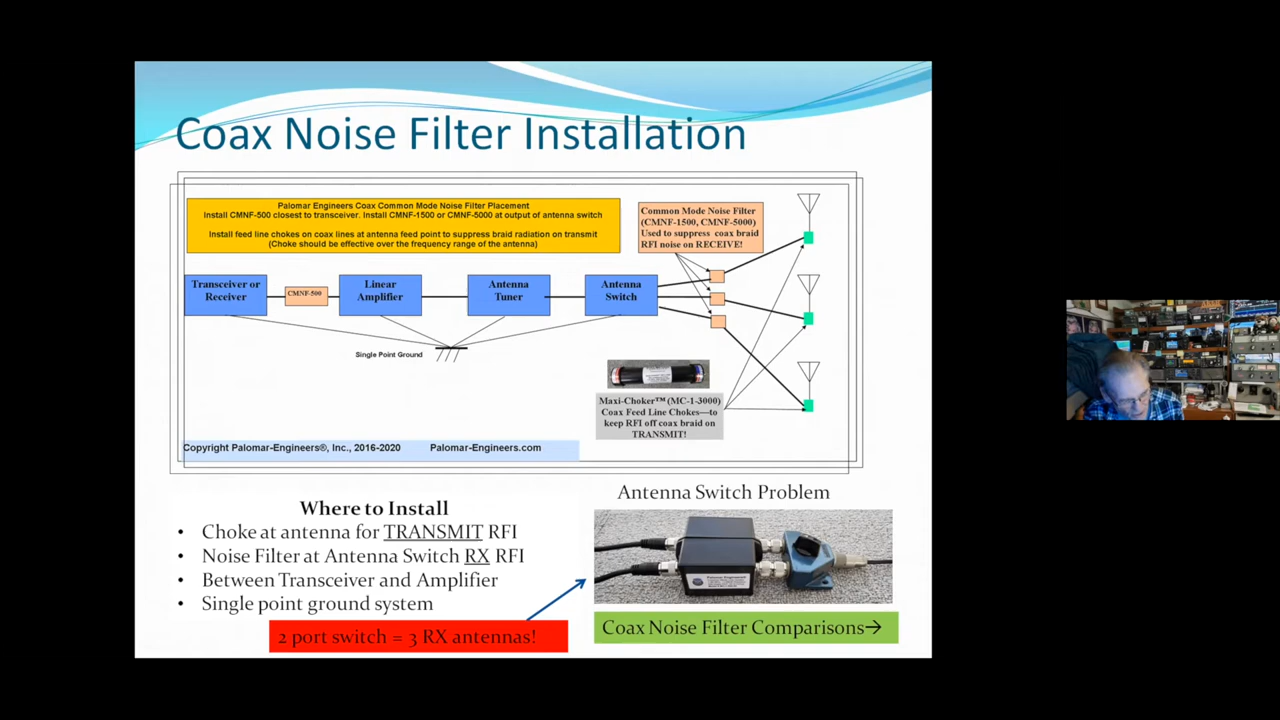 Coax Noise Filter Installation
Palomar Engineers Coax Common Mode Noise Filter Placement
Install CMNF-500 closest to transceiver. Install CMNF-1500 or CMNF-5000 at output of antenna switch
Install feed line chokes on coax lines at antenna feed point to suppress braid radiation on transmit
(Choke should be effective over the frequency range of the antenna)
Common Mode Noise Filter
(CMNF-1500, CMNF-5000)
Used to suppress coax braid
RFI noise on RECEIVE!
Transceiver or
Receiver
CMNF-500
Linear
Amplifier
Antenna
Tuner
Antenna
Switch
Single Point Ground
Maxi-Choker™ (MC-1-3000)
Coax Feed Line Chokes—to
keep RFI off coax braid on
TRANSMIT!
Copyright Palomar-Engineers®, Inc., 2016-2020 Palomar-Engineers.com
Where to Install
• Choke at antenna for TRANSMIT RFI
• Noise Filter at Antenna Switch RX RFI
• Between Transceiver and Amplifier
• Single point ground system
2 port switch = 3 RX antennas!
Antenna Switch Problem
Palomar Engineers
Coax Noise Filter Comparisons→